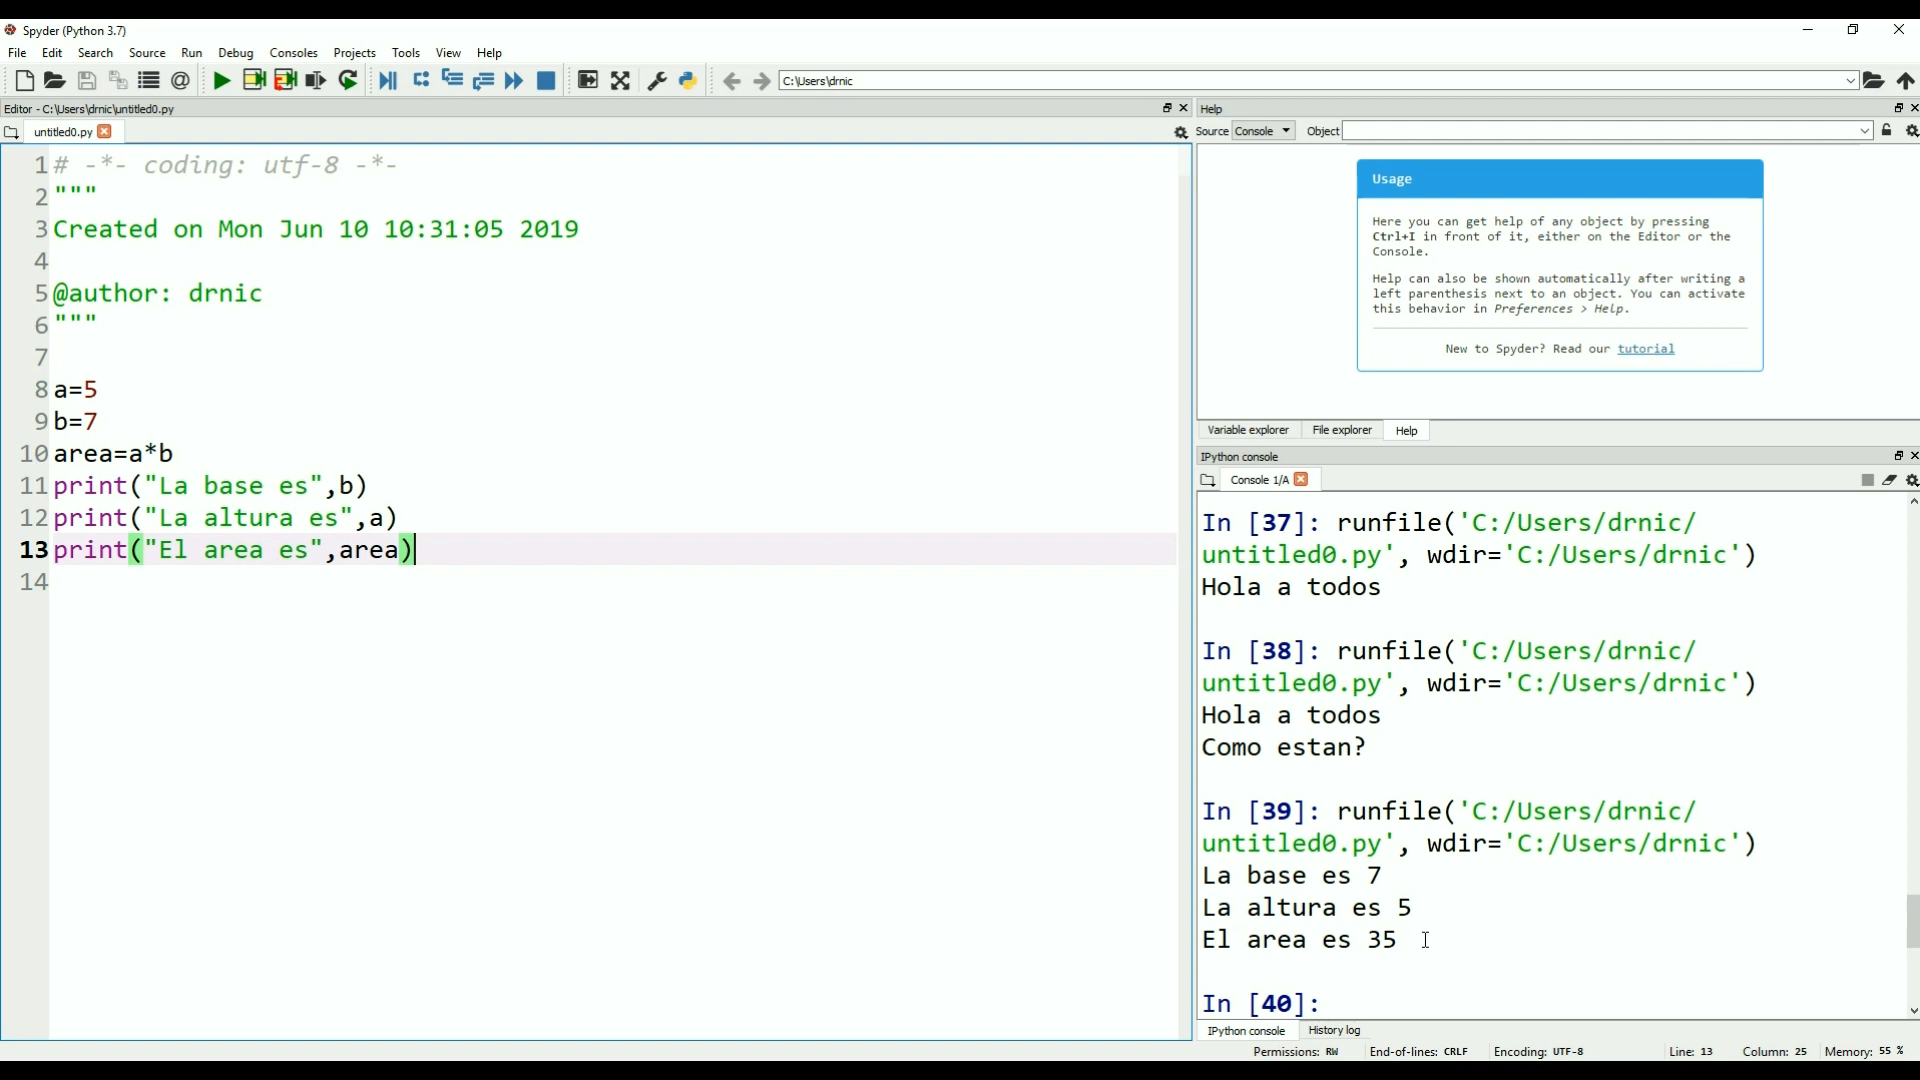 Spyder (Python 3.7)
File Edit Search Source Run Debug Consoles Projects Tools View Help
C:\Users\drnic
Editor - C:\Users\drnic\untitled0.py
untitled0.py
1 # -*- coding: utf-8 -*-
2 """
3 Created on Mon Jun 10 10:31:05 2019
4
5 @author: drnic
6 """
7
8 a=5
9 b=7
10 area=a*b
11 print("La base es",b)
12 print("La altura es",a)
13 print("El area es",area)
14
Help
Source Console Object
Usage
Here you can get help of any object by pressing
Ctrl+I in front of it, either on the Editor or the
Console.
Help can also be shown automatically after writing a
left parenthesis next to an object. You can activate
this behavior in Preferences > Help.
New to Spyder? Read our tutorial
Variable explorer File explorer Help
IPython console
Console 1/A
In [37]: runfile('C:/Users/drnic/
untitled0.py', wdir='C:/Users/drnic')
Hola a todos
In [38]: runfile('C:/Users/drnic/
untitled0.py', wdir='C:/Users/drnic')
Hola a todos
Como estan?
In [39]: runfile('C:/Users/drnic/
untitled0.py', wdir='C:/Users/drnic')
La base es 7
La altura es 5
El area es 35
In [40]:
IPython console History log
Permissions: RW End-of-lines: CRLF Encoding: UTF-8 Line: 13 Column: 25 Memory: 55 %